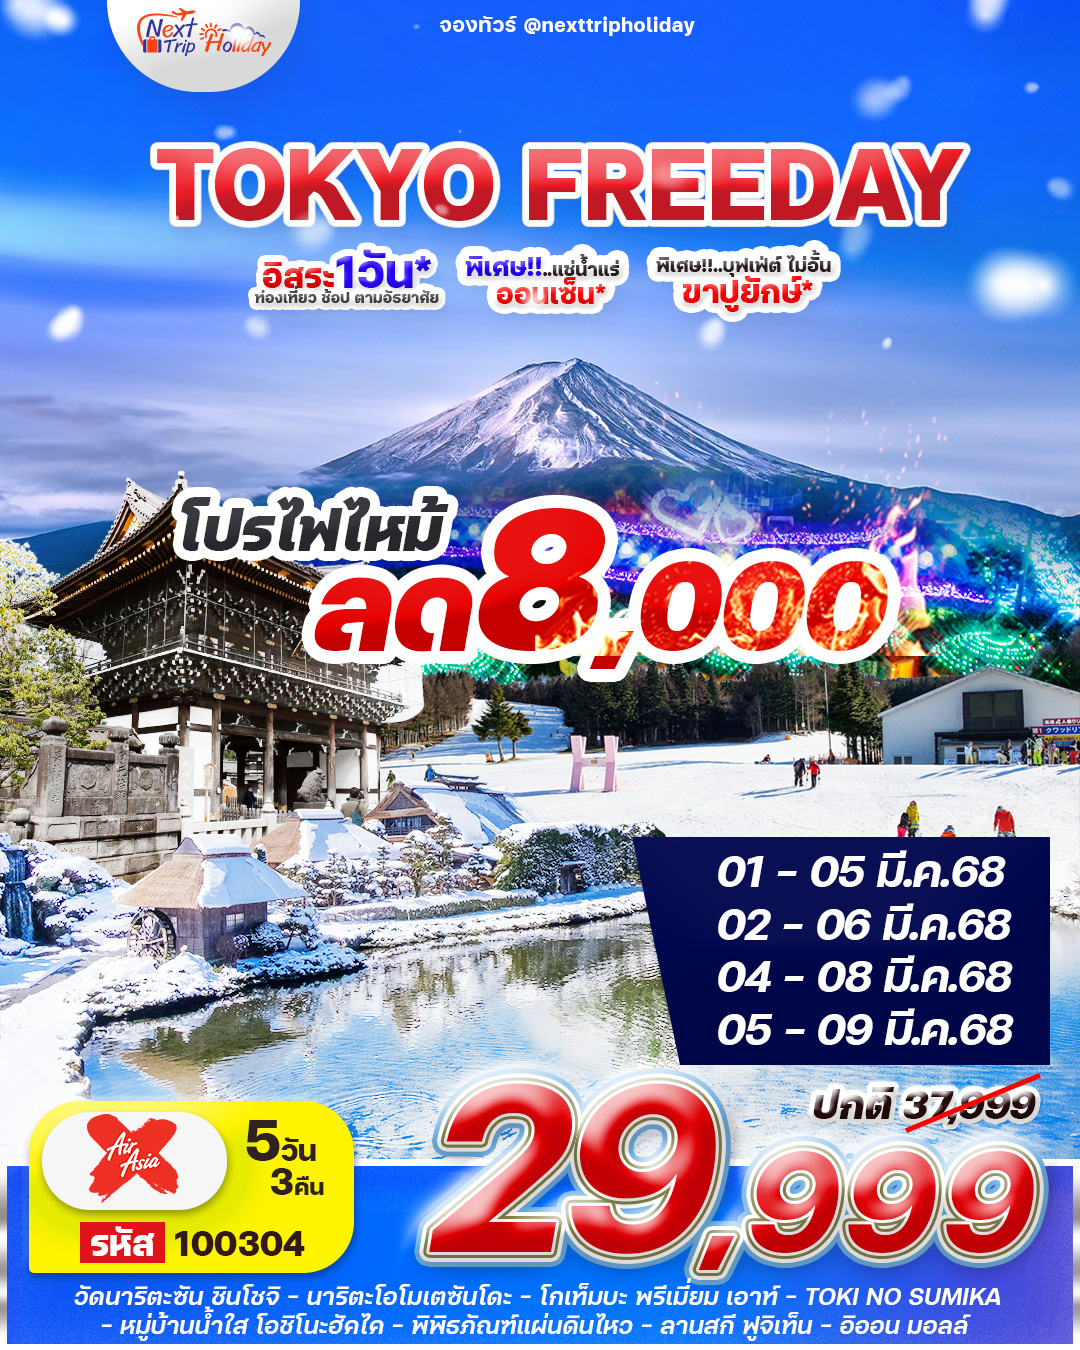 Next Trip Holiday
จองทัวร์ @nexttripholiday
TOKYO FREEDAY
อิสระ1วัน*
ท่องเที่ยว ช้อป ตามอัธยาศัย
พิเศษ!!..แช่น้ำแร่
ออนเซ็น*
พิเศษ!!..บุฟเฟ่ต์ ไม่อั้น
ขาปูยักษ์*
โปรไฟไหม้
ลด8,000
01 - 05 มี.ค.68
02 - 06 มี.ค.68
04 - 08 มี.ค.68
05 - 09 มี.ค.68
ปกติ 37,999
29,999
Air Asia X
5วัน
3คืน
รหัส 100304
วัดนาริตะซัน ชินโชจิ - นาริตะโอโมเตซันโดะ - โกเท็มบะ พรีเมี่ยม เอาท์ - TOKI NO SUMIKA
- หมู่บ้านน้ำใส โอชิโนะฮัคไค - พิพิธภัณฑ์แผ่นดินไหว - ลานสกี ฟูจิเท็น - อิออน มอลล์